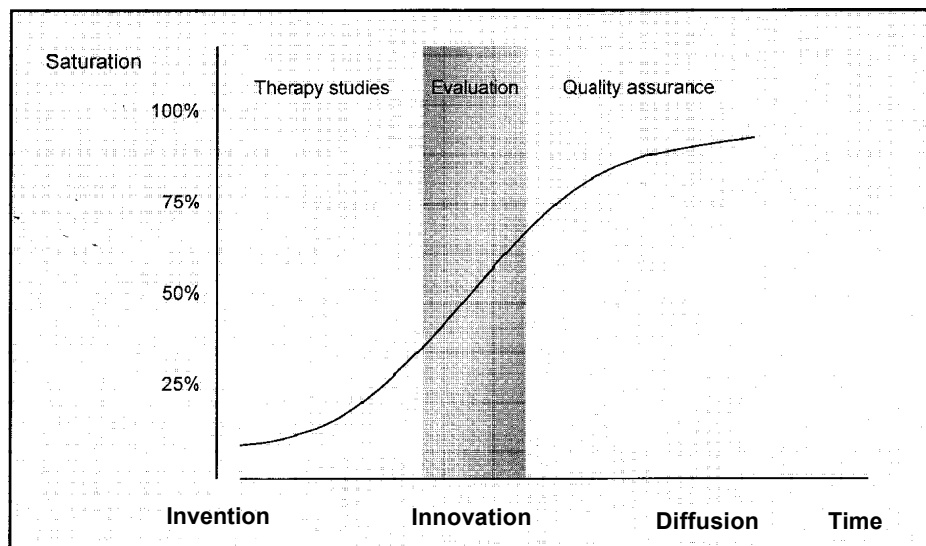 Saturation
Therapy studies Evaluation Quality assurance
100%
75%
50%
25%
Invention Innovation Diffusion Time